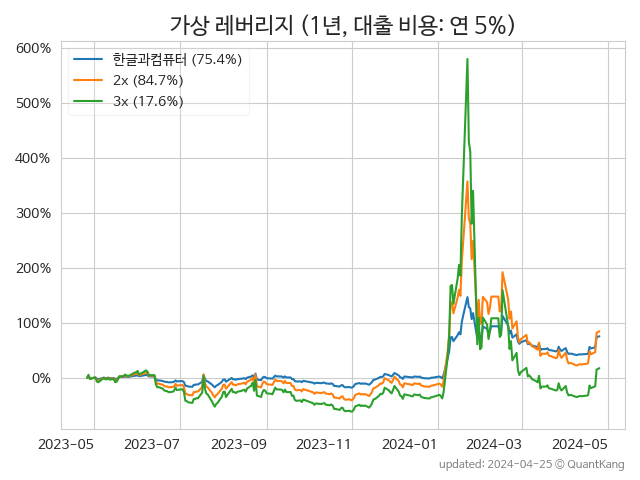 가상 레버리지 (1년, 대출 비용: 연 5%)
600%
500%
400%
300%
200%
100%
0%
한글과컴퓨터 (75.4%)
2x (84.7%)
3x (17.6%)
2023-05 2023-07 2023-09 2023-11 2024-01 2024-03 2024-05
updated: 2024-04-25 © QuantKang